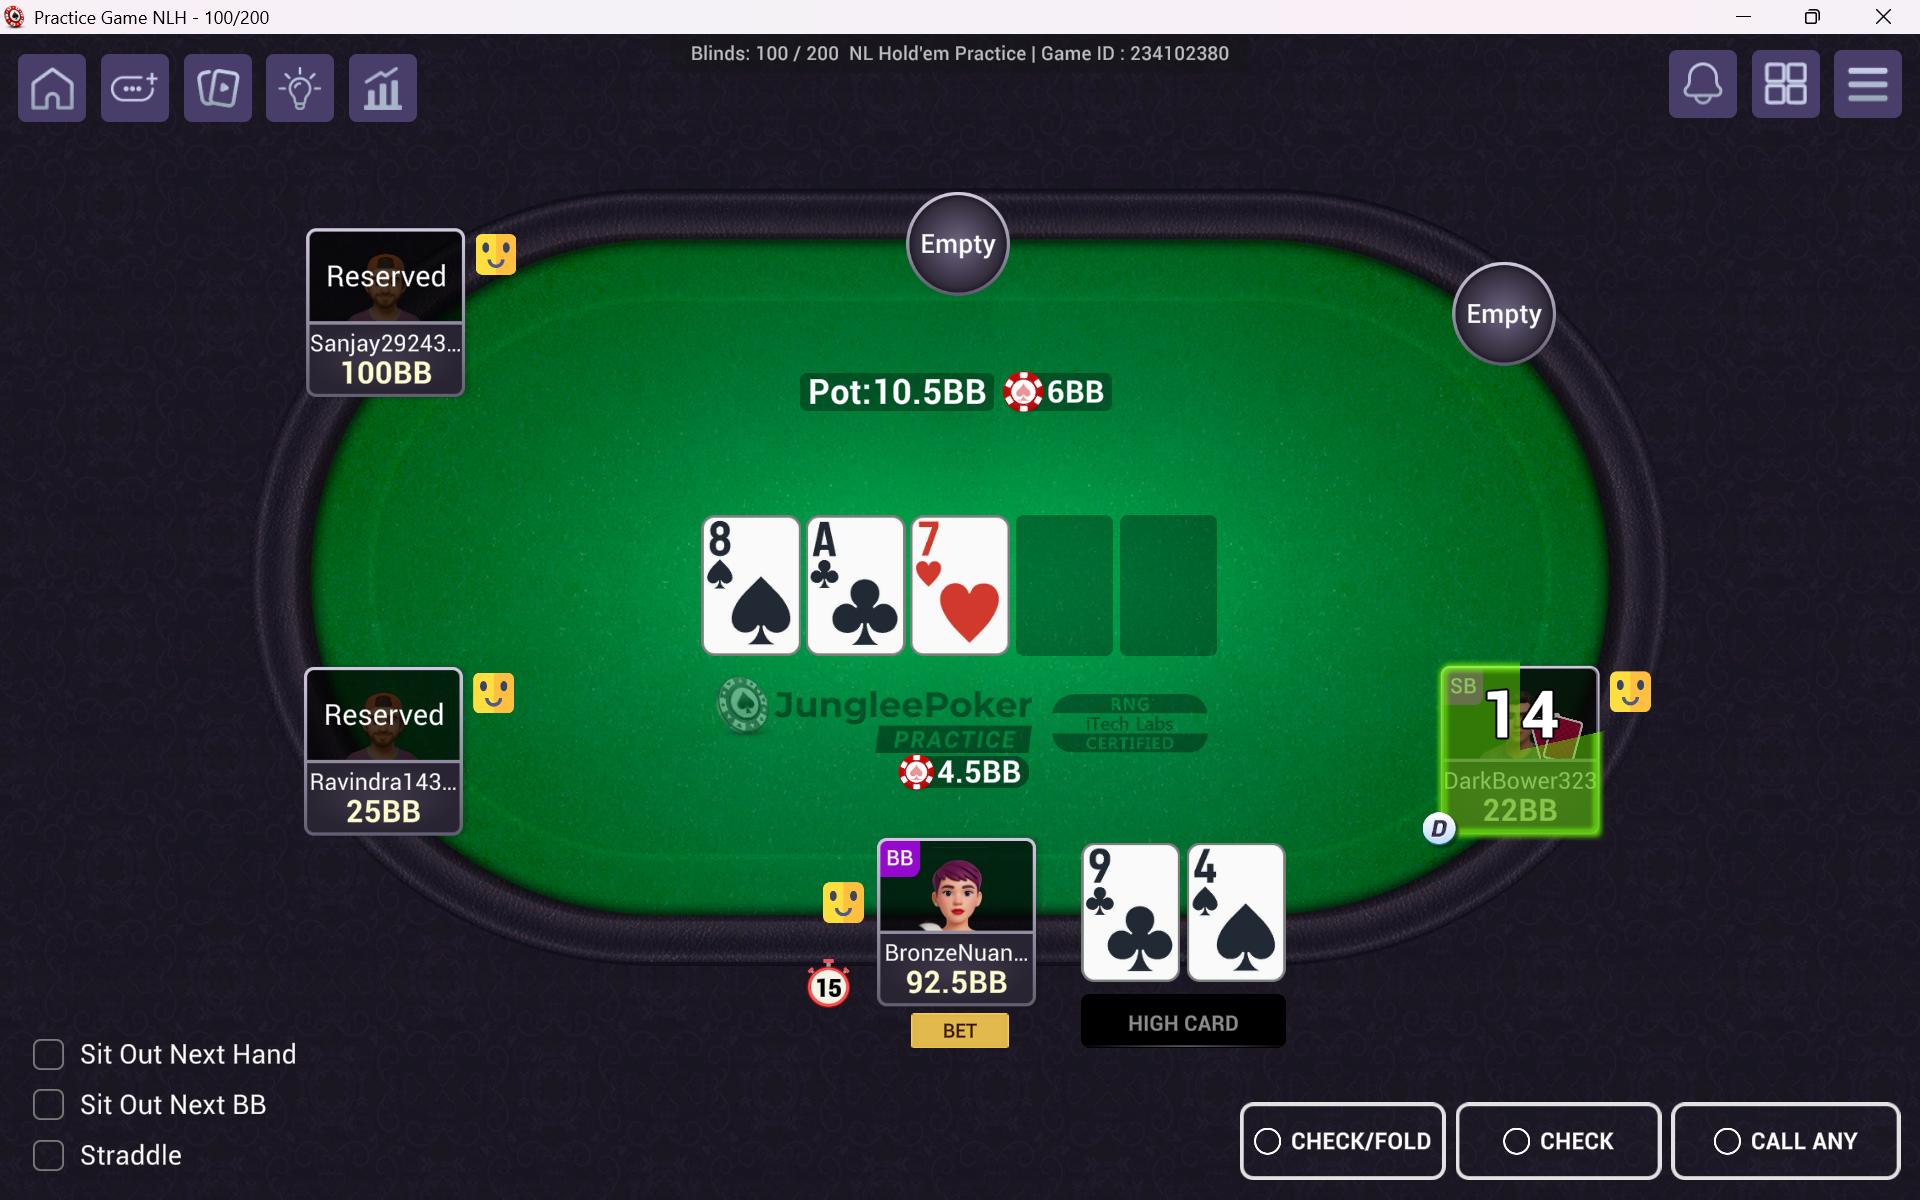 Practice Game NLH - 100/200
Blinds: 100 / 200 NL Hold'em Practice | Game ID : 234102380
Empty
Reserved
Sanjay29243...
100BB
Empty
Pot:10.5BB 6BB
8 A 7
Reserved
Ravindra143...
25BB
JungleePoker
PRACTICE
RNG
iTech Labs
CERTIFIED
4.5BB
SB
14
DarkBower323
22BB
D
BB
BronzeNuan...
92.5BB
15
BET
9 4
HIGH CARD
Sit Out Next Hand
Sit Out Next BB
Straddle
CHECK/FOLD
CHECK
CALL ANY